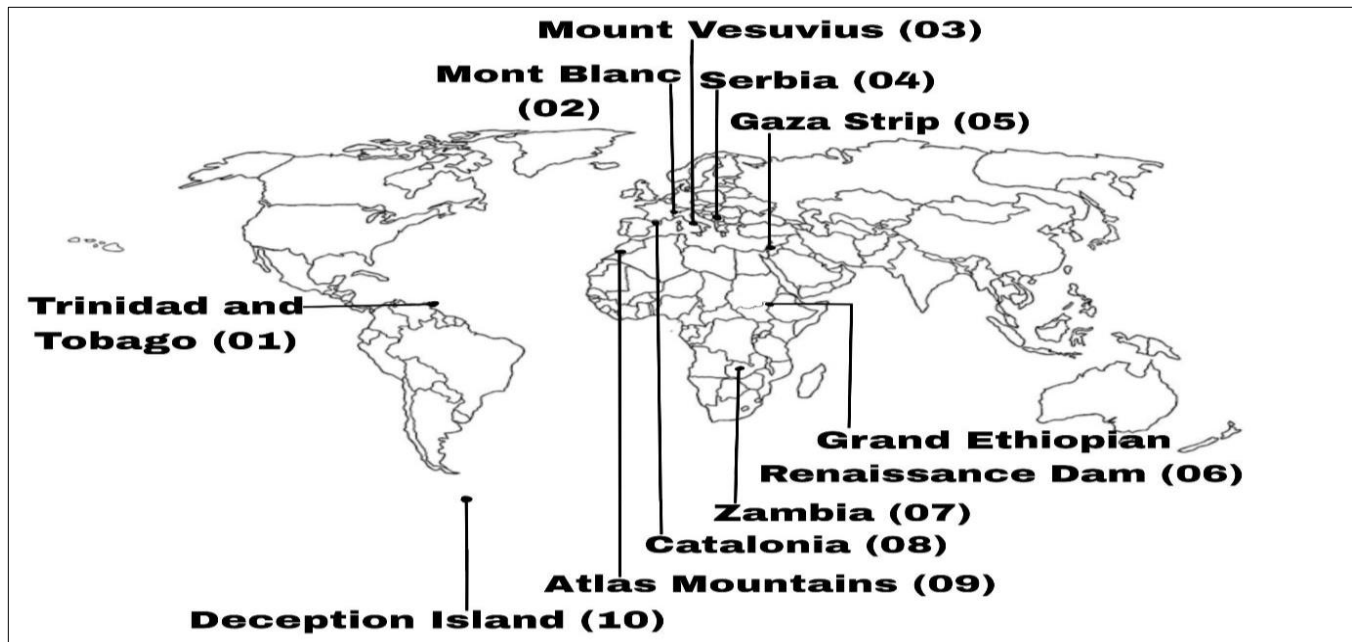 Mount Vesuvius (03)
Mont Blanc
(02)
Serbia (04)
Gaza Strip (05)
Trinidad and
Tobago (01)
Grand Ethiopian
Renaissance Dam (06)
Zambia (07)
Catalonia (08)
Atlas Mountains (09)
Deception Island (10)